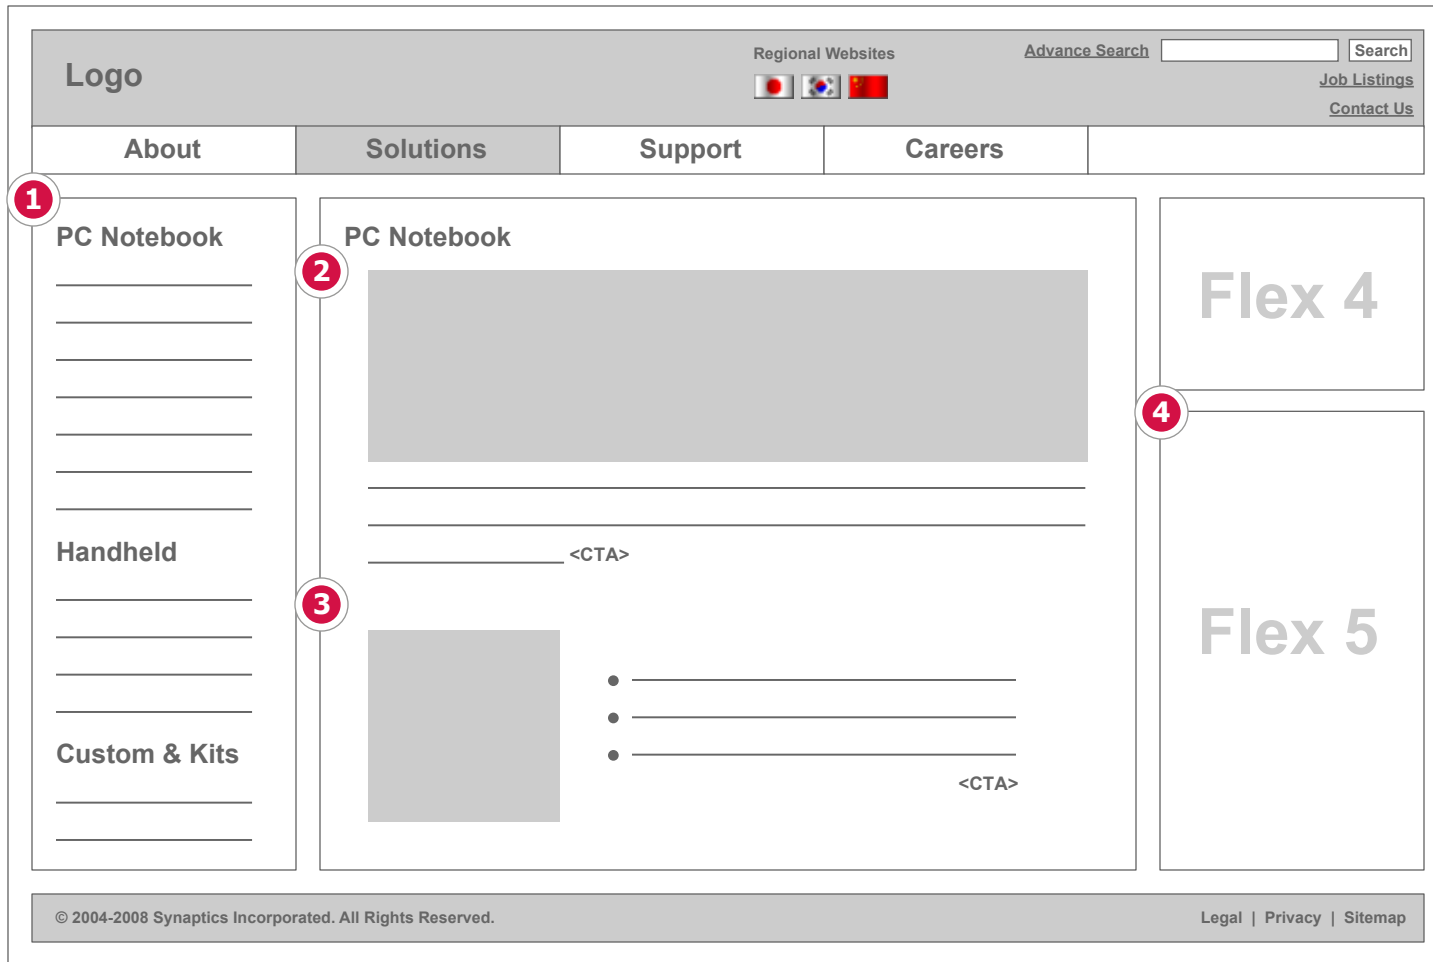 Logo
Regional Websites
Advance Search
Search
Job Listings
Contact Us
About
Solutions
Support
Careers
1
PC Notebook
Handheld
Custom & Kits
PC Notebook
2
<CTA>
3
<CTA>
Flex 4
4
Flex 5
© 2004-2008 Synaptics Incorporated. All Rights Reserved.
Legal | Privacy | Sitemap